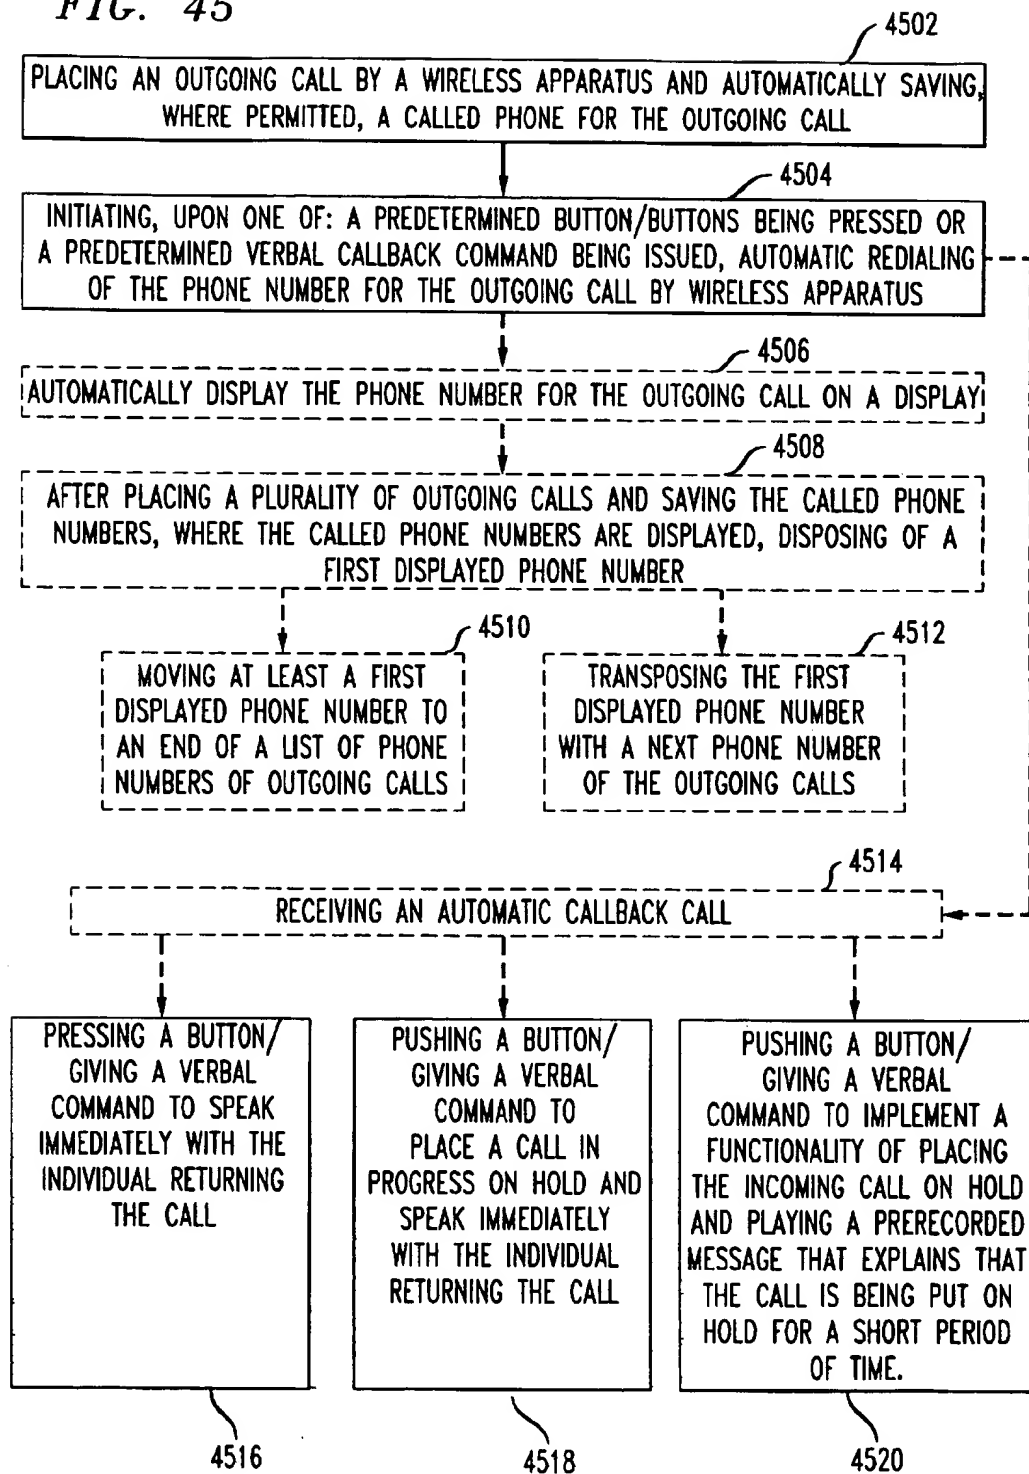 FIG. 45
4502
PLACING AN OUTGOING CALL BY A WIRELESS APPARATUS AND AUTOMATICALLY SAVING,
WHERE PERMITTED, A CALLED PHONE FOR THE OUTGOING CALL
4504
INITIATING, UPON ONE OF: A PREDETERMINED BUTTON/BUTTONS BEING PRESSED OR
A PREDETERMINED VERBAL CALLBACK COMMAND BEING ISSUED, AUTOMATIC REDIALING
OF THE PHONE NUMBER FOR THE OUTGOING CALL BY WIRELESS APPARATUS
4506
AUTOMATICALLY DISPLAY THE PHONE NUMBER FOR THE OUTGOING CALL ON A DISPLAY
4508
AFTER PLACING A PLURALITY OF OUTGOING CALLS AND SAVING THE CALLED PHONE
NUMBERS, WHERE THE CALLED PHONE NUMBERS ARE DISPLAYED, DISPOSING OF A
FIRST DISPLAYED PHONE NUMBER
4510
MOVING AT LEAST A FIRST
DISPLAYED PHONE NUMBER TO
AN END OF A LIST OF PHONE
NUMBERS OF OUTGOING CALLS
4512
TRANSPOSING THE FIRST
DISPLAYED PHONE NUMBER
WITH A NEXT PHONE NUMBER
OF THE OUTGOING CALLS
4514
RECEIVING AN AUTOMATIC CALLBACK CALL
PRESSING A BUTTON/
GIVING A VERBAL
COMMAND TO SPEAK
IMMEDIATELY WITH THE
INDIVIDUAL RETURNING
THE CALL
4516
PUSHING A BUTTON/
GIVING A VERBAL
COMMAND TO
PLACE A CALL IN
PROGRESS ON HOLD AND
SPEAK IMMEDIATELY
WITH THE INDIVIDUAL
RETURNING THE CALL
4518
PUSHING A BUTTON/
GIVING A VERBAL
COMMAND TO IMPLEMENT A
FUNCTIONALITY OF PLACING
THE INCOMING CALL ON HOLD
AND PLAYING A PRERECORDED
MESSAGE THAT EXPLAINS THAT
THE CALL IS BEING PUT ON
HOLD FOR A SHORT PERIOD
OF TIME.
4520